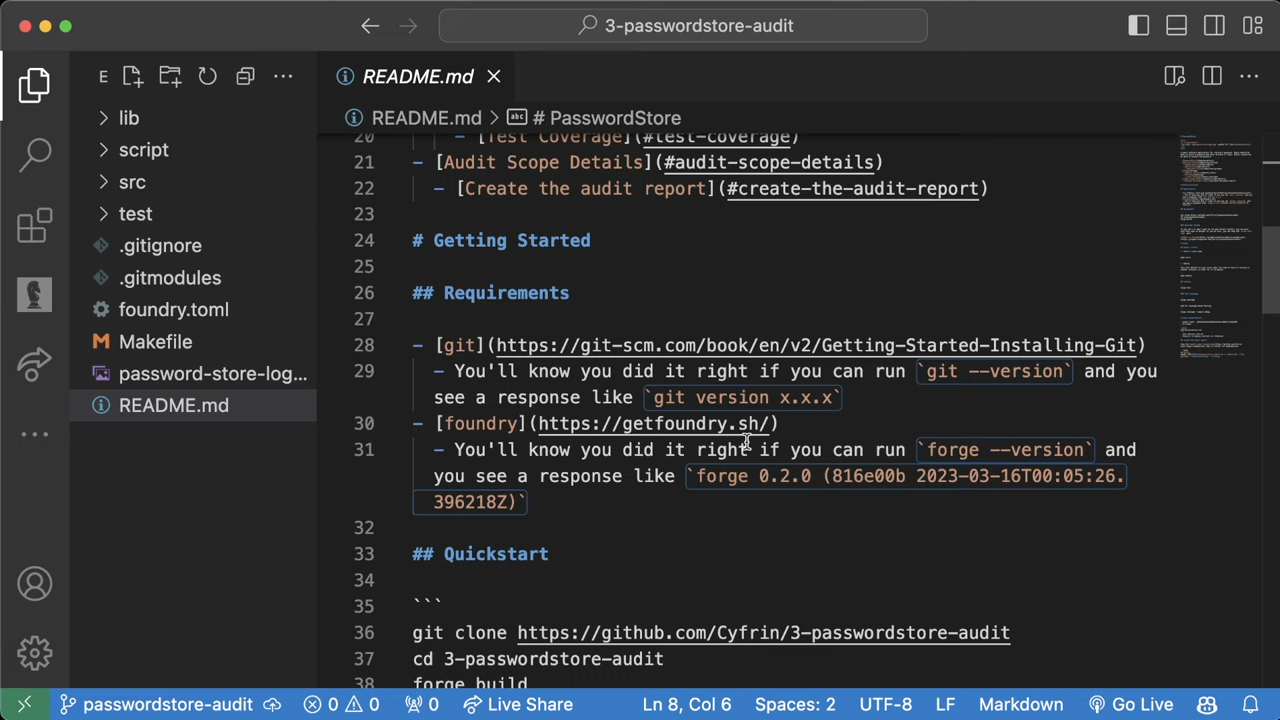 3-passwordstore-audit
E
README.md
README.md > # PasswordStore
lib
script
src
test
.gitignore
.gitmodules
foundry.toml
Makefile
password-store-log...
README.md
20 - [Test Coverage](#test-coverage)
21 - [Audit Scope Details](#audit-scope-details)
22 - [Create the audit report](#create-the-audit-report)
23
24 # Getting Started
25
26 ## Requirements
27
28 - [git](https://git-scm.com/book/en/v2/Getting-Started-Installing-Git)
29 - You'll know you did it right if you can run `git --version` and you
see a response like `git version x.x.x`
30 - [foundry](https://getfoundry.sh/)
31 - You'll know you did it right if you can run `forge --version` and
you see a response like `forge 0.2.0 (816e00b 2023-03-16T00:05:26.
396218Z)`
32
33 ## Quickstart
34
35 ```
36 git clone https://github.com/Cyfrin/3-passwordstore-audit
37 cd 3-passwordstore-audit
38 forge build
passwordstore-audit 0 0 0 Live Share Ln 8, Col 6 Spaces: 2 UTF-8 LF Markdown Go Live